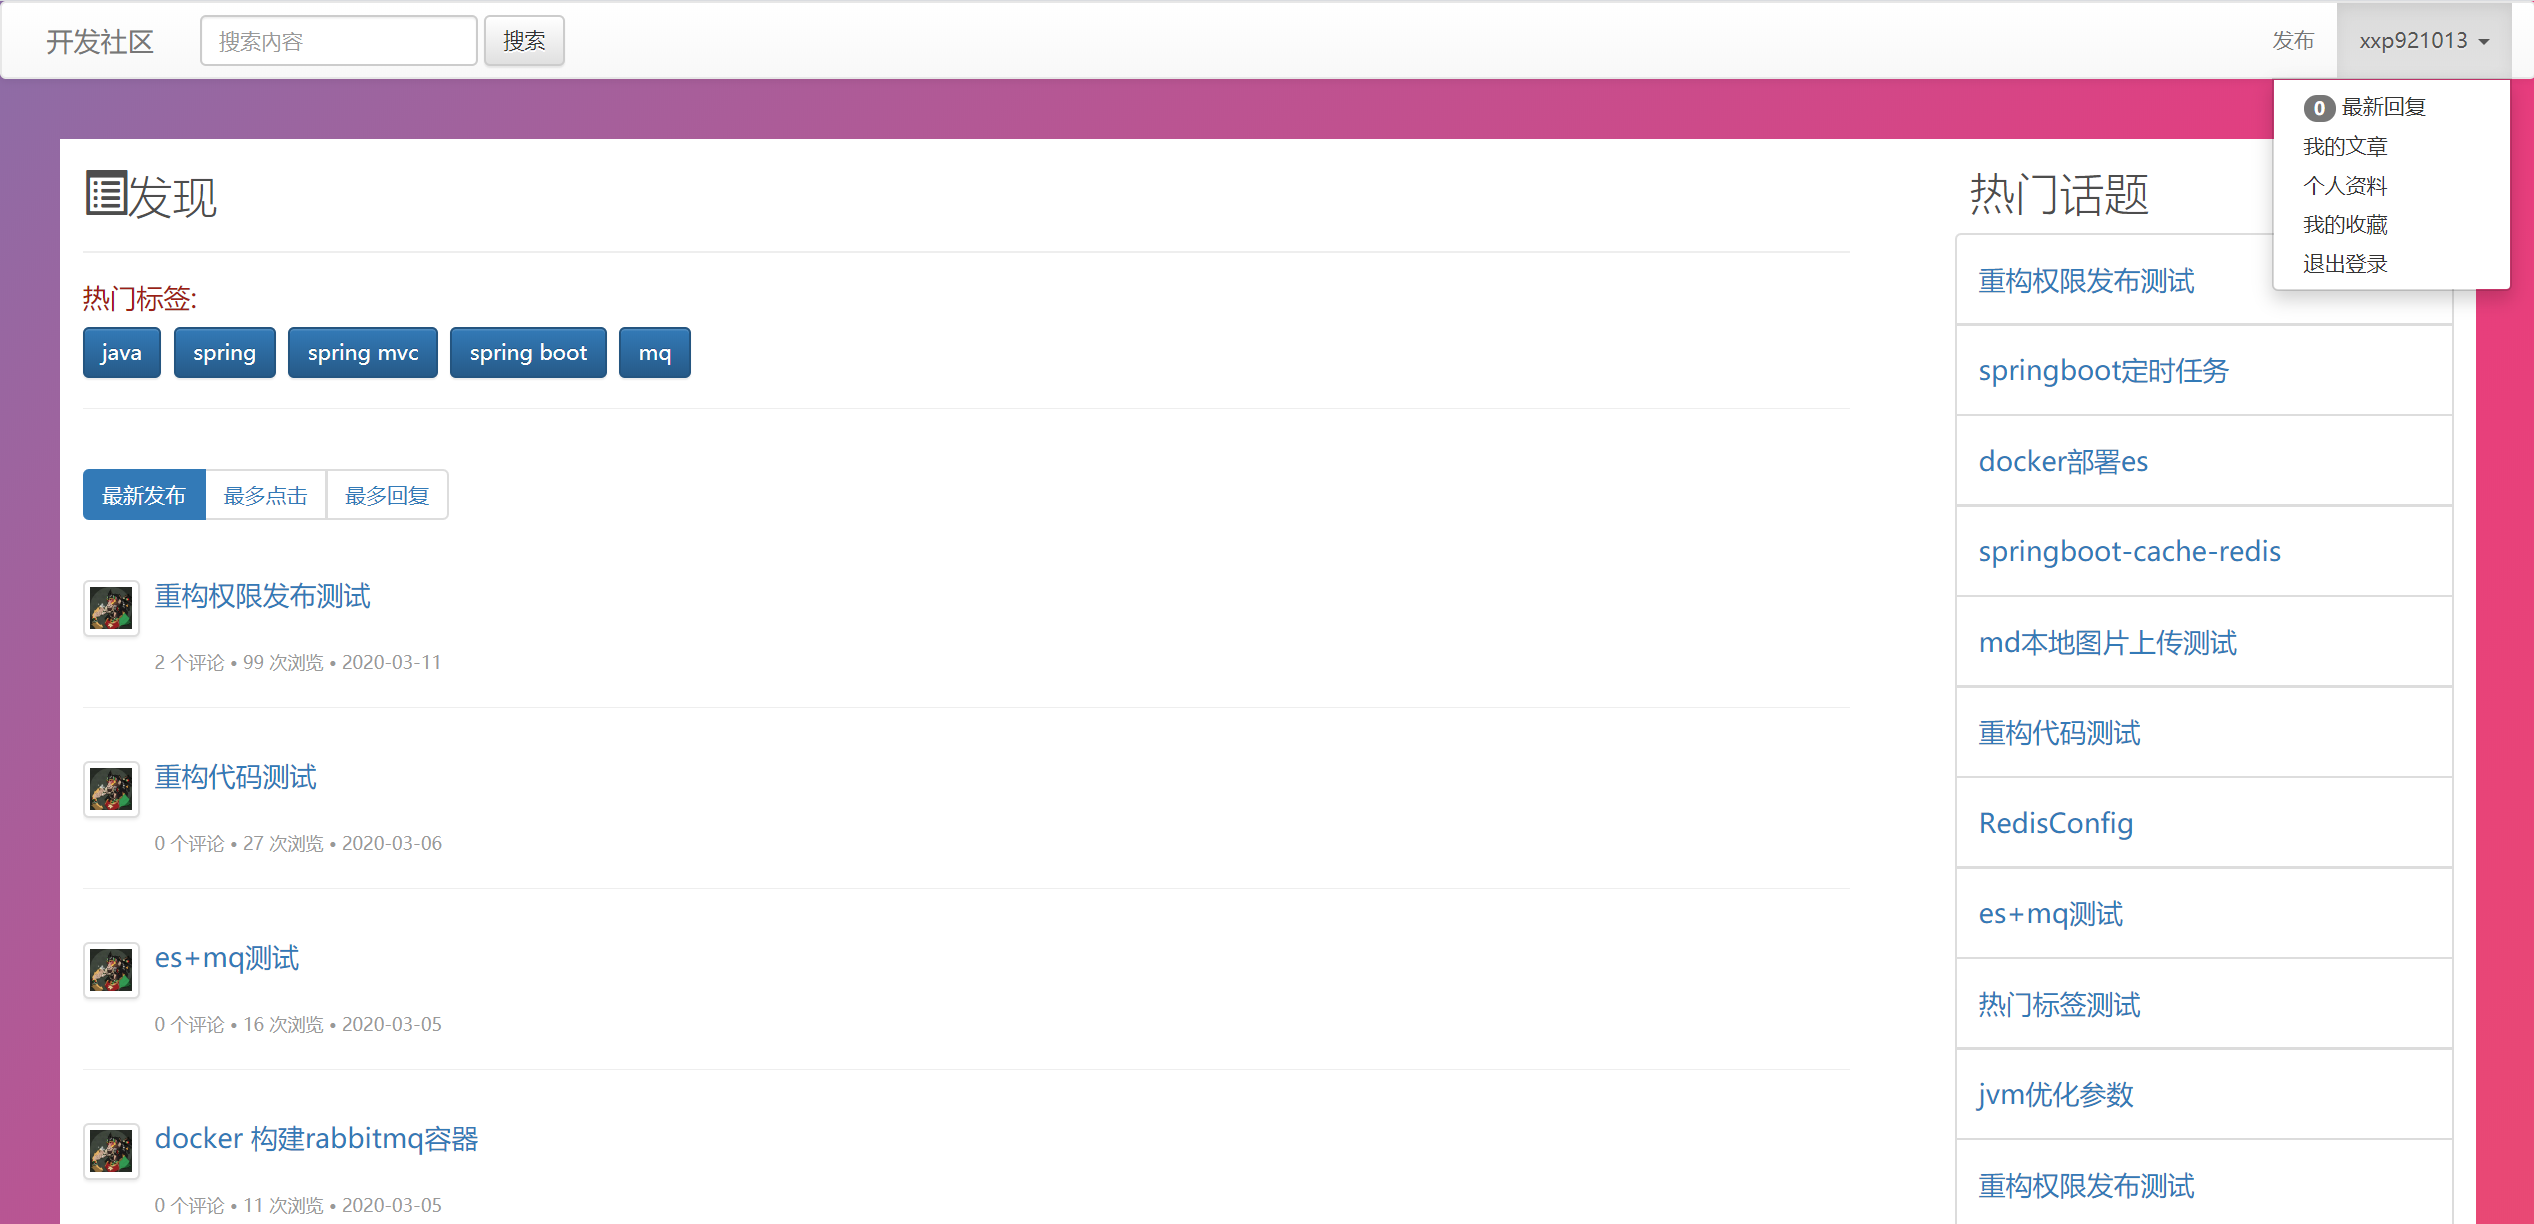 开发社区 搜索内容 搜索 发布 xxp921013
0 最新回复
我的文章
个人资料
我的收藏
退出登录
发现
热门标签:
java spring spring mvc spring boot mq
最新发布 最多点击 最多回复
重构权限发布测试
2 个评论 • 99 次浏览 • 2020-03-11
重构代码测试
0 个评论 • 27 次浏览 • 2020-03-06
es+mq测试
0 个评论 • 16 次浏览 • 2020-03-05
docker 构建rabbitmq容器
0 个评论 • 11 次浏览 • 2020-03-05
热门话题
重构权限发布测试
springboot定时任务
docker部署es
springboot-cache-redis
md本地图片上传测试
重构代码测试
RedisConfig
es+mq测试
热门标签测试
jvm优化参数
重构权限发布测试